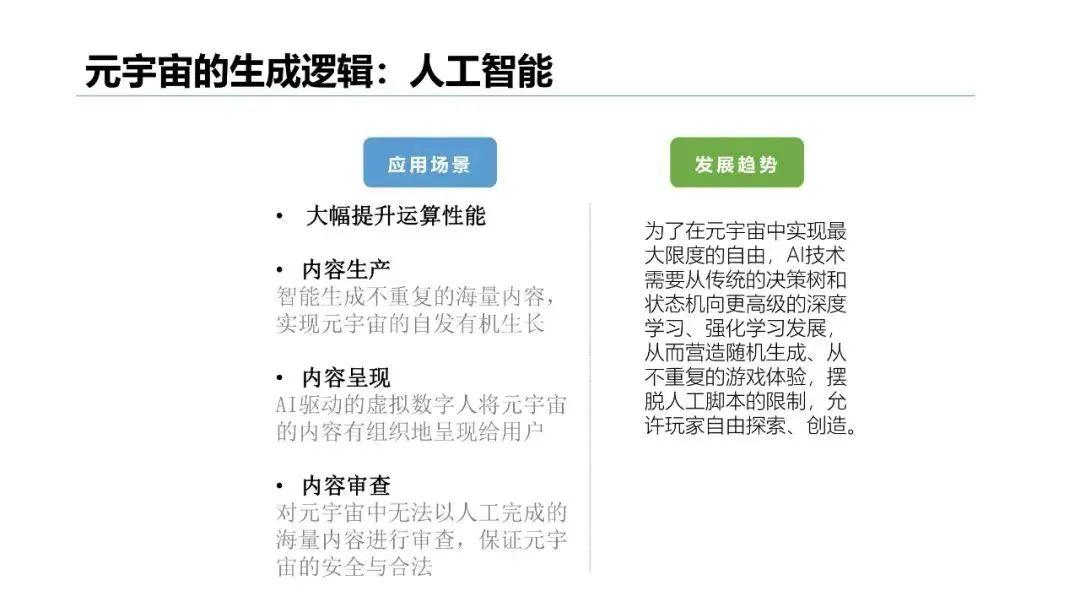 元宇宙的生成逻辑：人工智能
应用场景
• 大幅提升运算性能
• 内容生产
智能生成不重复的海量内容，
实现元宇宙的自发有机生长
• 内容呈现
AI驱动的虚拟数字人将元宇宙
的内容有组织地呈现给用户
• 内容审查
对元宇宙中无法以人工完成的
海量内容进行审查，保证元宇
宙的安全与合法
发展趋势
为了在元宇宙中实现最
大限度的自由，AI技术
需要从传统的决策树和
状态机向更高级的深度
学习、强化学习发展，
从而营造随机生成、从
不重复的游戏体验，摆
脱人工脚本的限制，允
许玩家自由探索、创造。